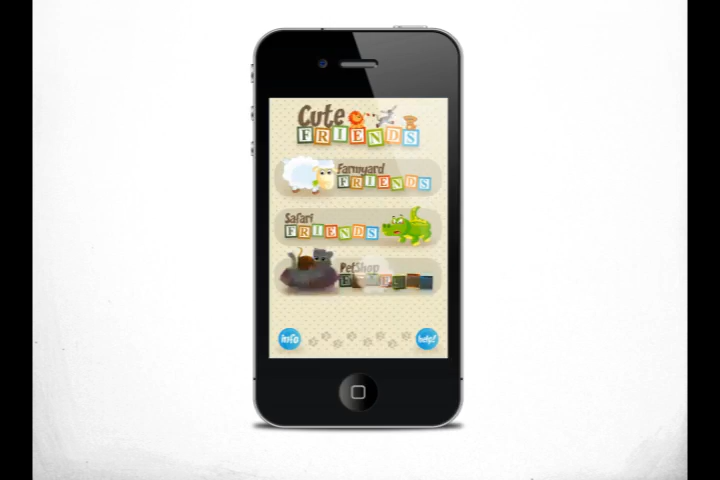 Cute
FRIENDS
Farmyard
FRIENDS
Safari
FRIENDS
PetShop
info
help!